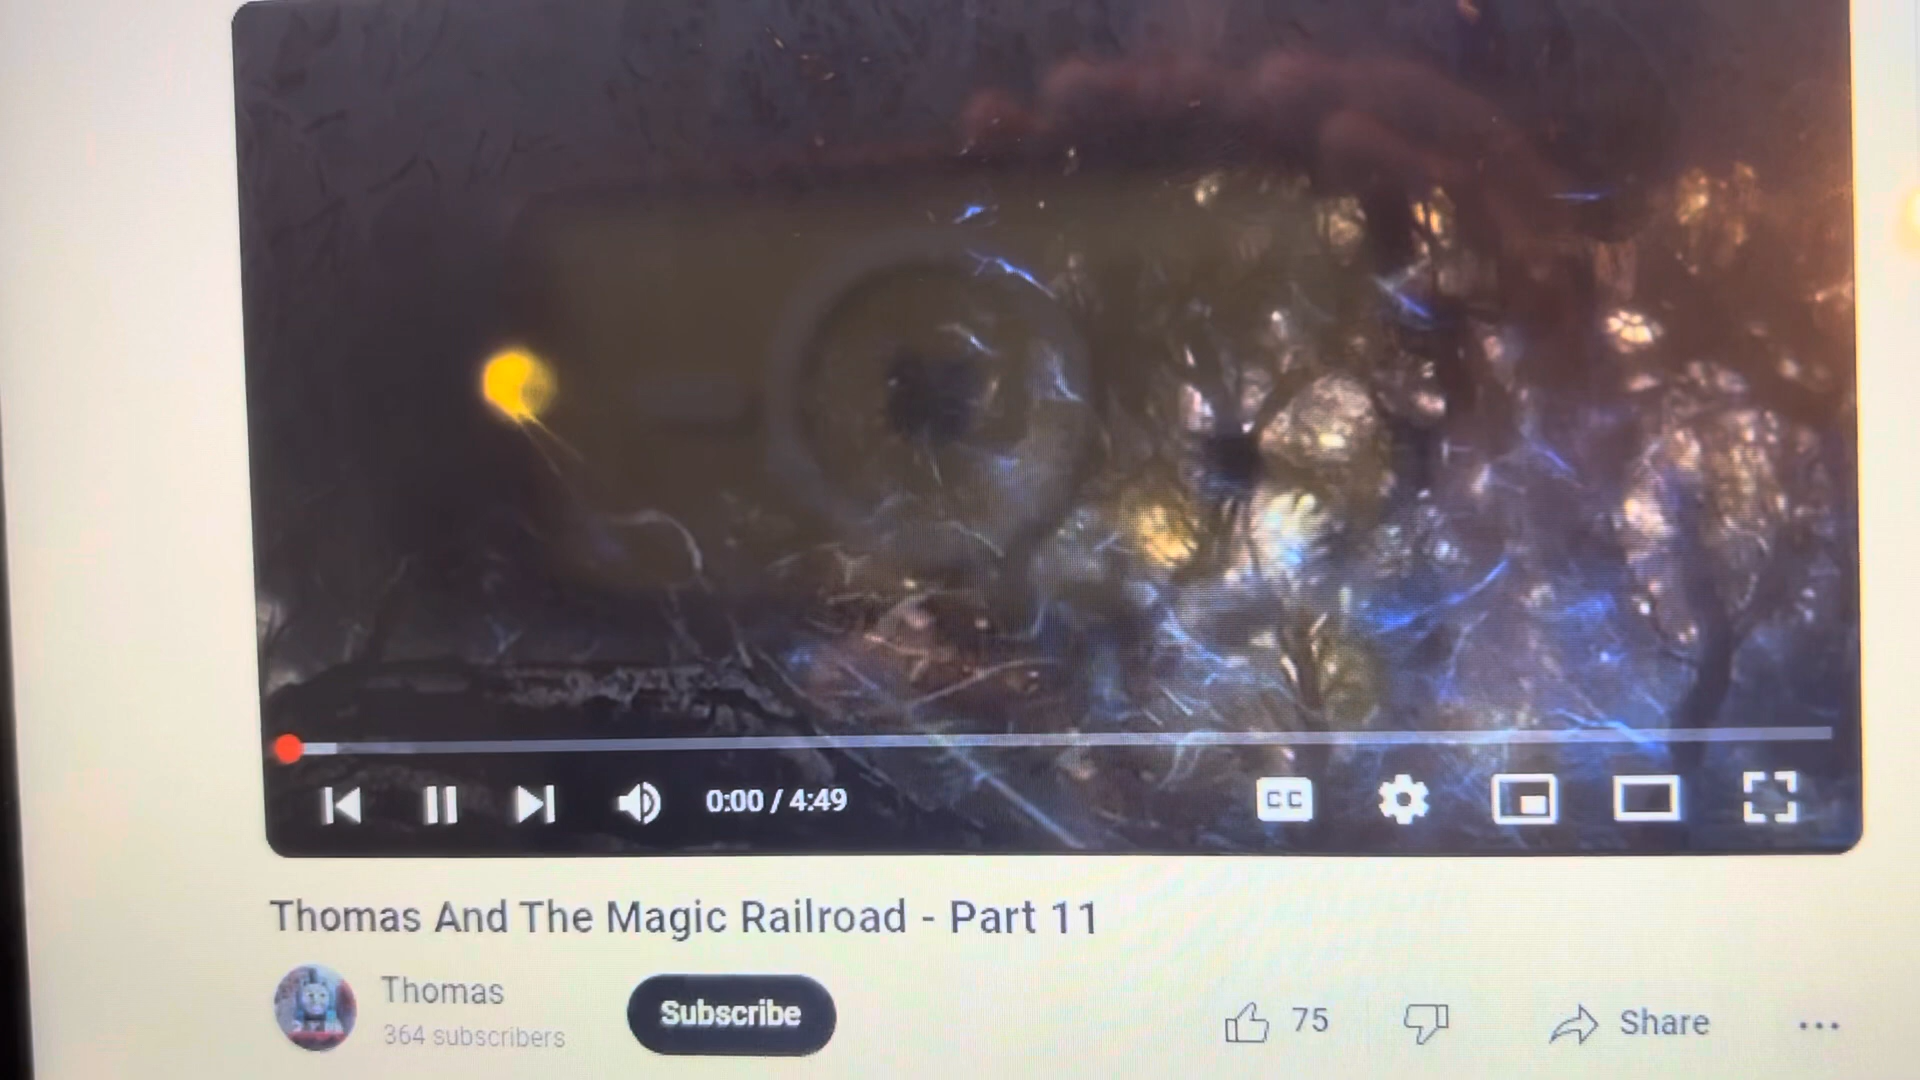 0:00 / 4:49
CC
Thomas And The Magic Railroad - Part 11
Thomas
364 subscribers
Subscribe
75
Share